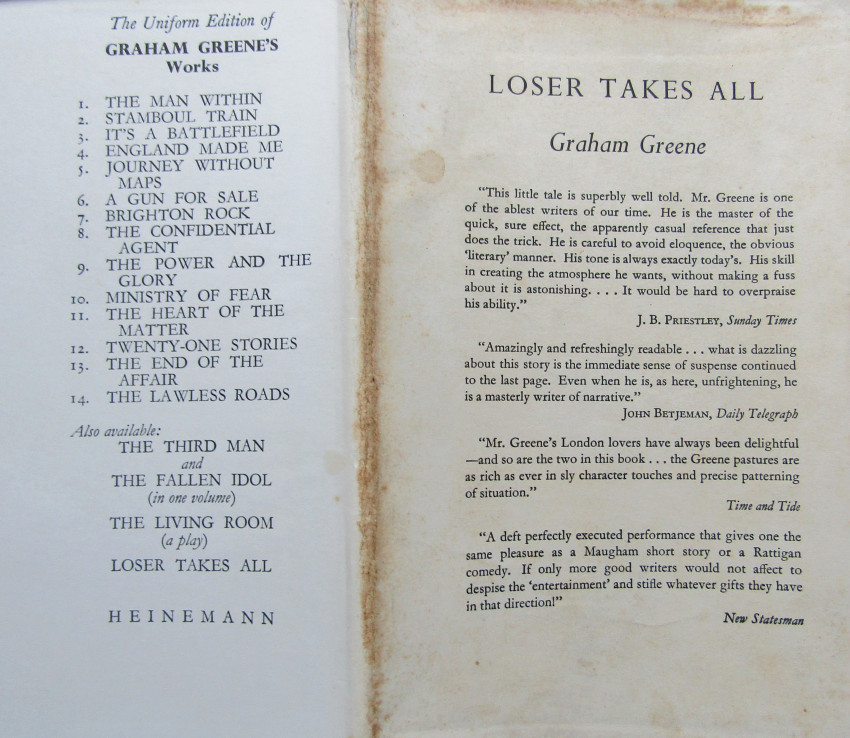 The Uniform Edition of
GRAHAM GREENE'S
Works
1. THE MAN WITHIN
2. STAMBOUL TRAIN
3. IT'S A BATTLEFIELD
4. ENGLAND MADE ME
5. JOURNEY WITHOUT
MAPS
6. A GUN FOR SALE
7. BRIGHTON ROCK
8. THE CONFIDENTIAL
AGENT
9. THE POWER AND THE
GLORY
10. MINISTRY OF FEAR
11. THE HEART OF THE
MATTER
12. TWENTY-ONE STORIES
13. THE END OF THE
AFFAIR
14. THE LAWLESS ROADS
Also available:
THE THIRD MAN
and
THE FALLEN IDOL
(in one volume)
THE LIVING ROOM
(a play)
LOSER TAKES ALL
HEINEMANN
LOSER TAKES ALL
Graham Greene
"This little tale is superbly well told. Mr. Greene is one
of the ablest writers of our time. He is the master of the
quick, sure effect, the apparently casual reference that just
does the trick. He is careful to avoid eloquence, the obvious
'literary' manner. His tone is always exactly today's. His skill
in creating the atmosphere he wants, without making a fuss
about it is astonishing. . . . It would be hard to overpraise
his ability."
J. B. PRIESTLEY, Sunday Times
"Amazingly and refreshingly readable . . . what is dazzling
about this story is the immediate sense of suspense continued
to the last page. Even when he is, as here, unfrightening, he
is a masterly writer of narrative."
JOHN BETJEMAN, Daily Telegraph
"Mr. Greene's London lovers have always been delightful
—and so are the two in this book . . . the Greene pastures are
as rich as ever in sly character touches and precise patterning
of situation."
Time and Tide
"A deft perfectly executed performance that gives one the
same pleasure as a Maugham short story or a Rattigan
comedy. If only more good writers would not affect to
despise the 'entertainment' and stifle whatever gifts they have
in that direction!"
New Statesman